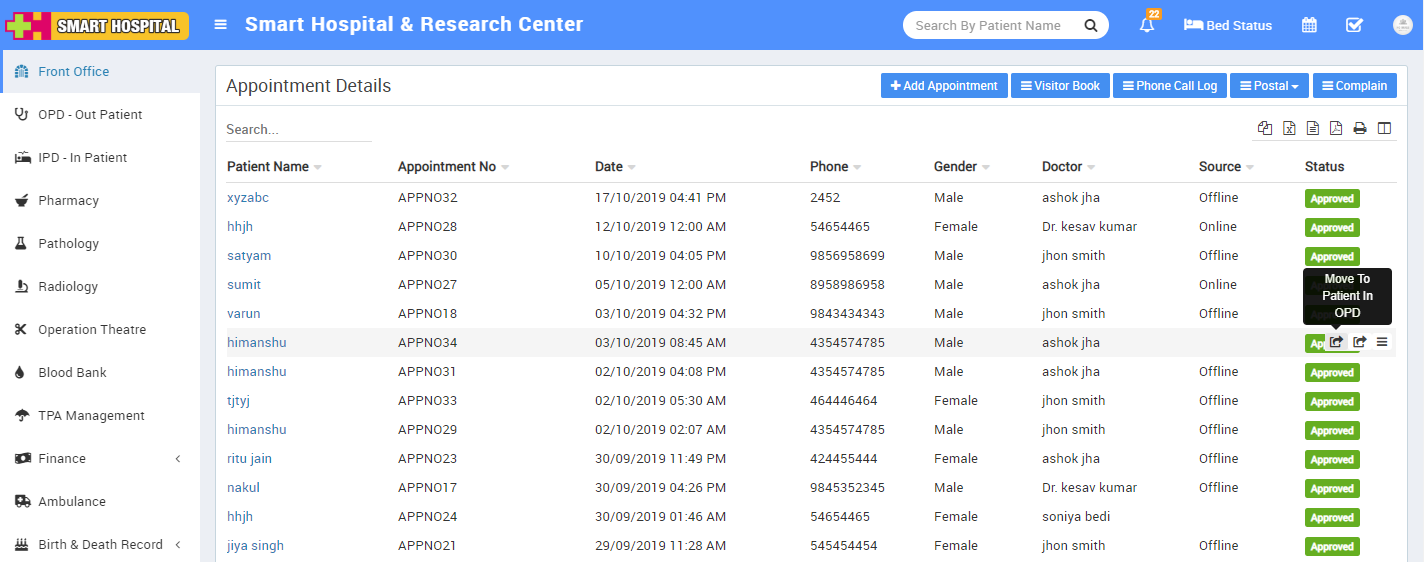 SMART HOSPITAL
Smart Hospital & Research Center
Search By Patient Name
22
Bed Status
Front Office
OPD - Out Patient
IPD - In Patient
Pharmacy
Pathology
Radiology
Operation Theatre
Blood Bank
TPA Management
Finance
Ambulance
Birth & Death Record
Appointment Details
Add Appointment
Visitor Book
Phone Call Log
Postal
Complain
Search...
Patient Name Appointment No Date Phone Gender Doctor Source Status
xyzabc APPNO32 17/10/2019 04:41 PM 2452 Male ashok jha Offline Approved
hhjh APPNO28 12/10/2019 12:00 AM 54654465 Female Dr. kesav kumar Online Approved
satyam APPNO30 10/10/2019 04:05 PM 9856958699 Male jhon smith Offline Approved
sumit APPNO27 05/10/2019 12:00 AM 8958986958 Male ashok jha Online
varun APPNO18 03/10/2019 04:32 PM 9843434343 Male jhon smith Offline
Move To
Patient In
OPD
himanshu APPNO34 03/10/2019 08:45 AM 4354574785 Male ashok jha
himanshu APPNO31 02/10/2019 04:08 PM 4354574785 Male ashok jha Offline Approved
tjtyj APPNO33 02/10/2019 05:30 AM 464446464 Female jhon smith Offline Approved
himanshu APPNO29 02/10/2019 02:07 AM 4354574785 Male jhon smith Offline Approved
ritu jain APPNO23 30/09/2019 11:49 PM 424455444 Female ashok jha Offline Approved
nakul APPNO17 30/09/2019 04:26 PM 9845352345 Male Dr. kesav kumar Offline Approved
hhjh APPNO24 30/09/2019 01:46 AM 54654465 Female soniya bedi Approved
jiya singh APPNO21 29/09/2019 11:28 AM 545454454 Female jhon smith Offline Approved